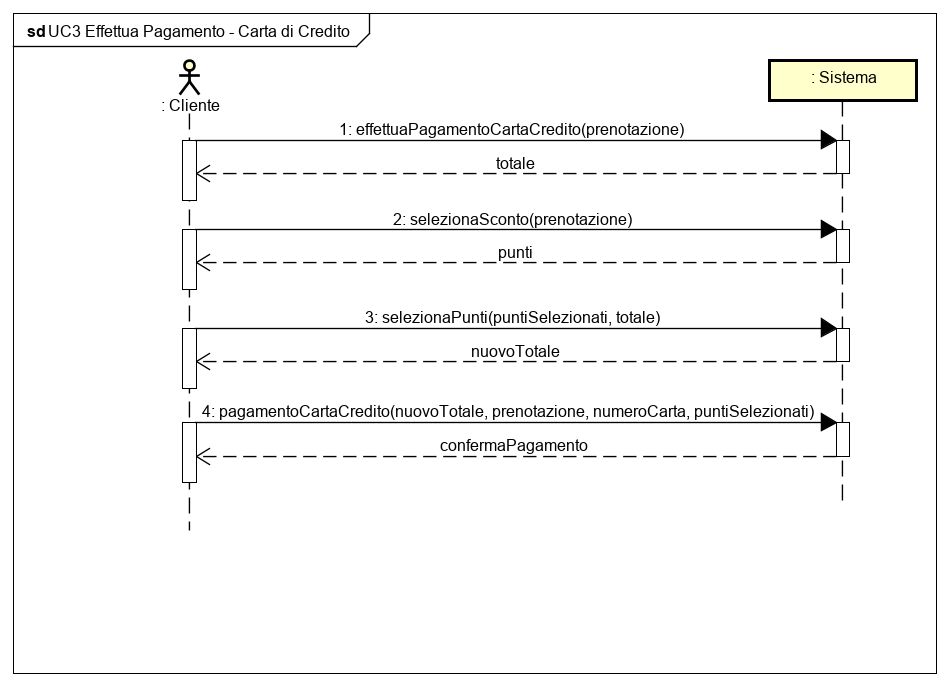 sd UC3 Effettua Pagamento - Carta di Credito
: Cliente
: Sistema
1: effettuaPagamentoCartaCredito(prenotazione)
totale
2: selezionaSconto(prenotazione)
punti
3: selezionaPunti(puntiSelezionati, totale)
nuovoTotale
4: pagamentoCartaCredito(nuovoTotale, prenotazione, numeroCarta, puntiSelezionati)
confermaPagamento